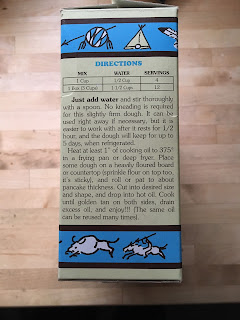 DIRECTIONS
MIX WATER SERVINGS
1 Cup 1/2 Cup 4
1 Box (3 Cups) 1 1/2 Cups 12
Just add water and stir thoroughly
with a spoon. No kneading is required
for this slightly firm dough. It can be
used right away if necessary, but it is
easier to work with after it rests for 1/2
hour, and the dough will keep for up to
5 days, when refrigerated.
Heat at least 1" of cooking oil to 375°
in a frying pan or deep fryer. Place
some dough on a heavily floured board
or countertop (sprinkle flour on top too,
it's sticky), and roll or pat to about
pancake thickness. Cut into desired size
and shape, and drop into hot oil. Cook
until golden tan on both sides, drain
excess oil, and enjoy!!! (The same oil
can be reused many times).